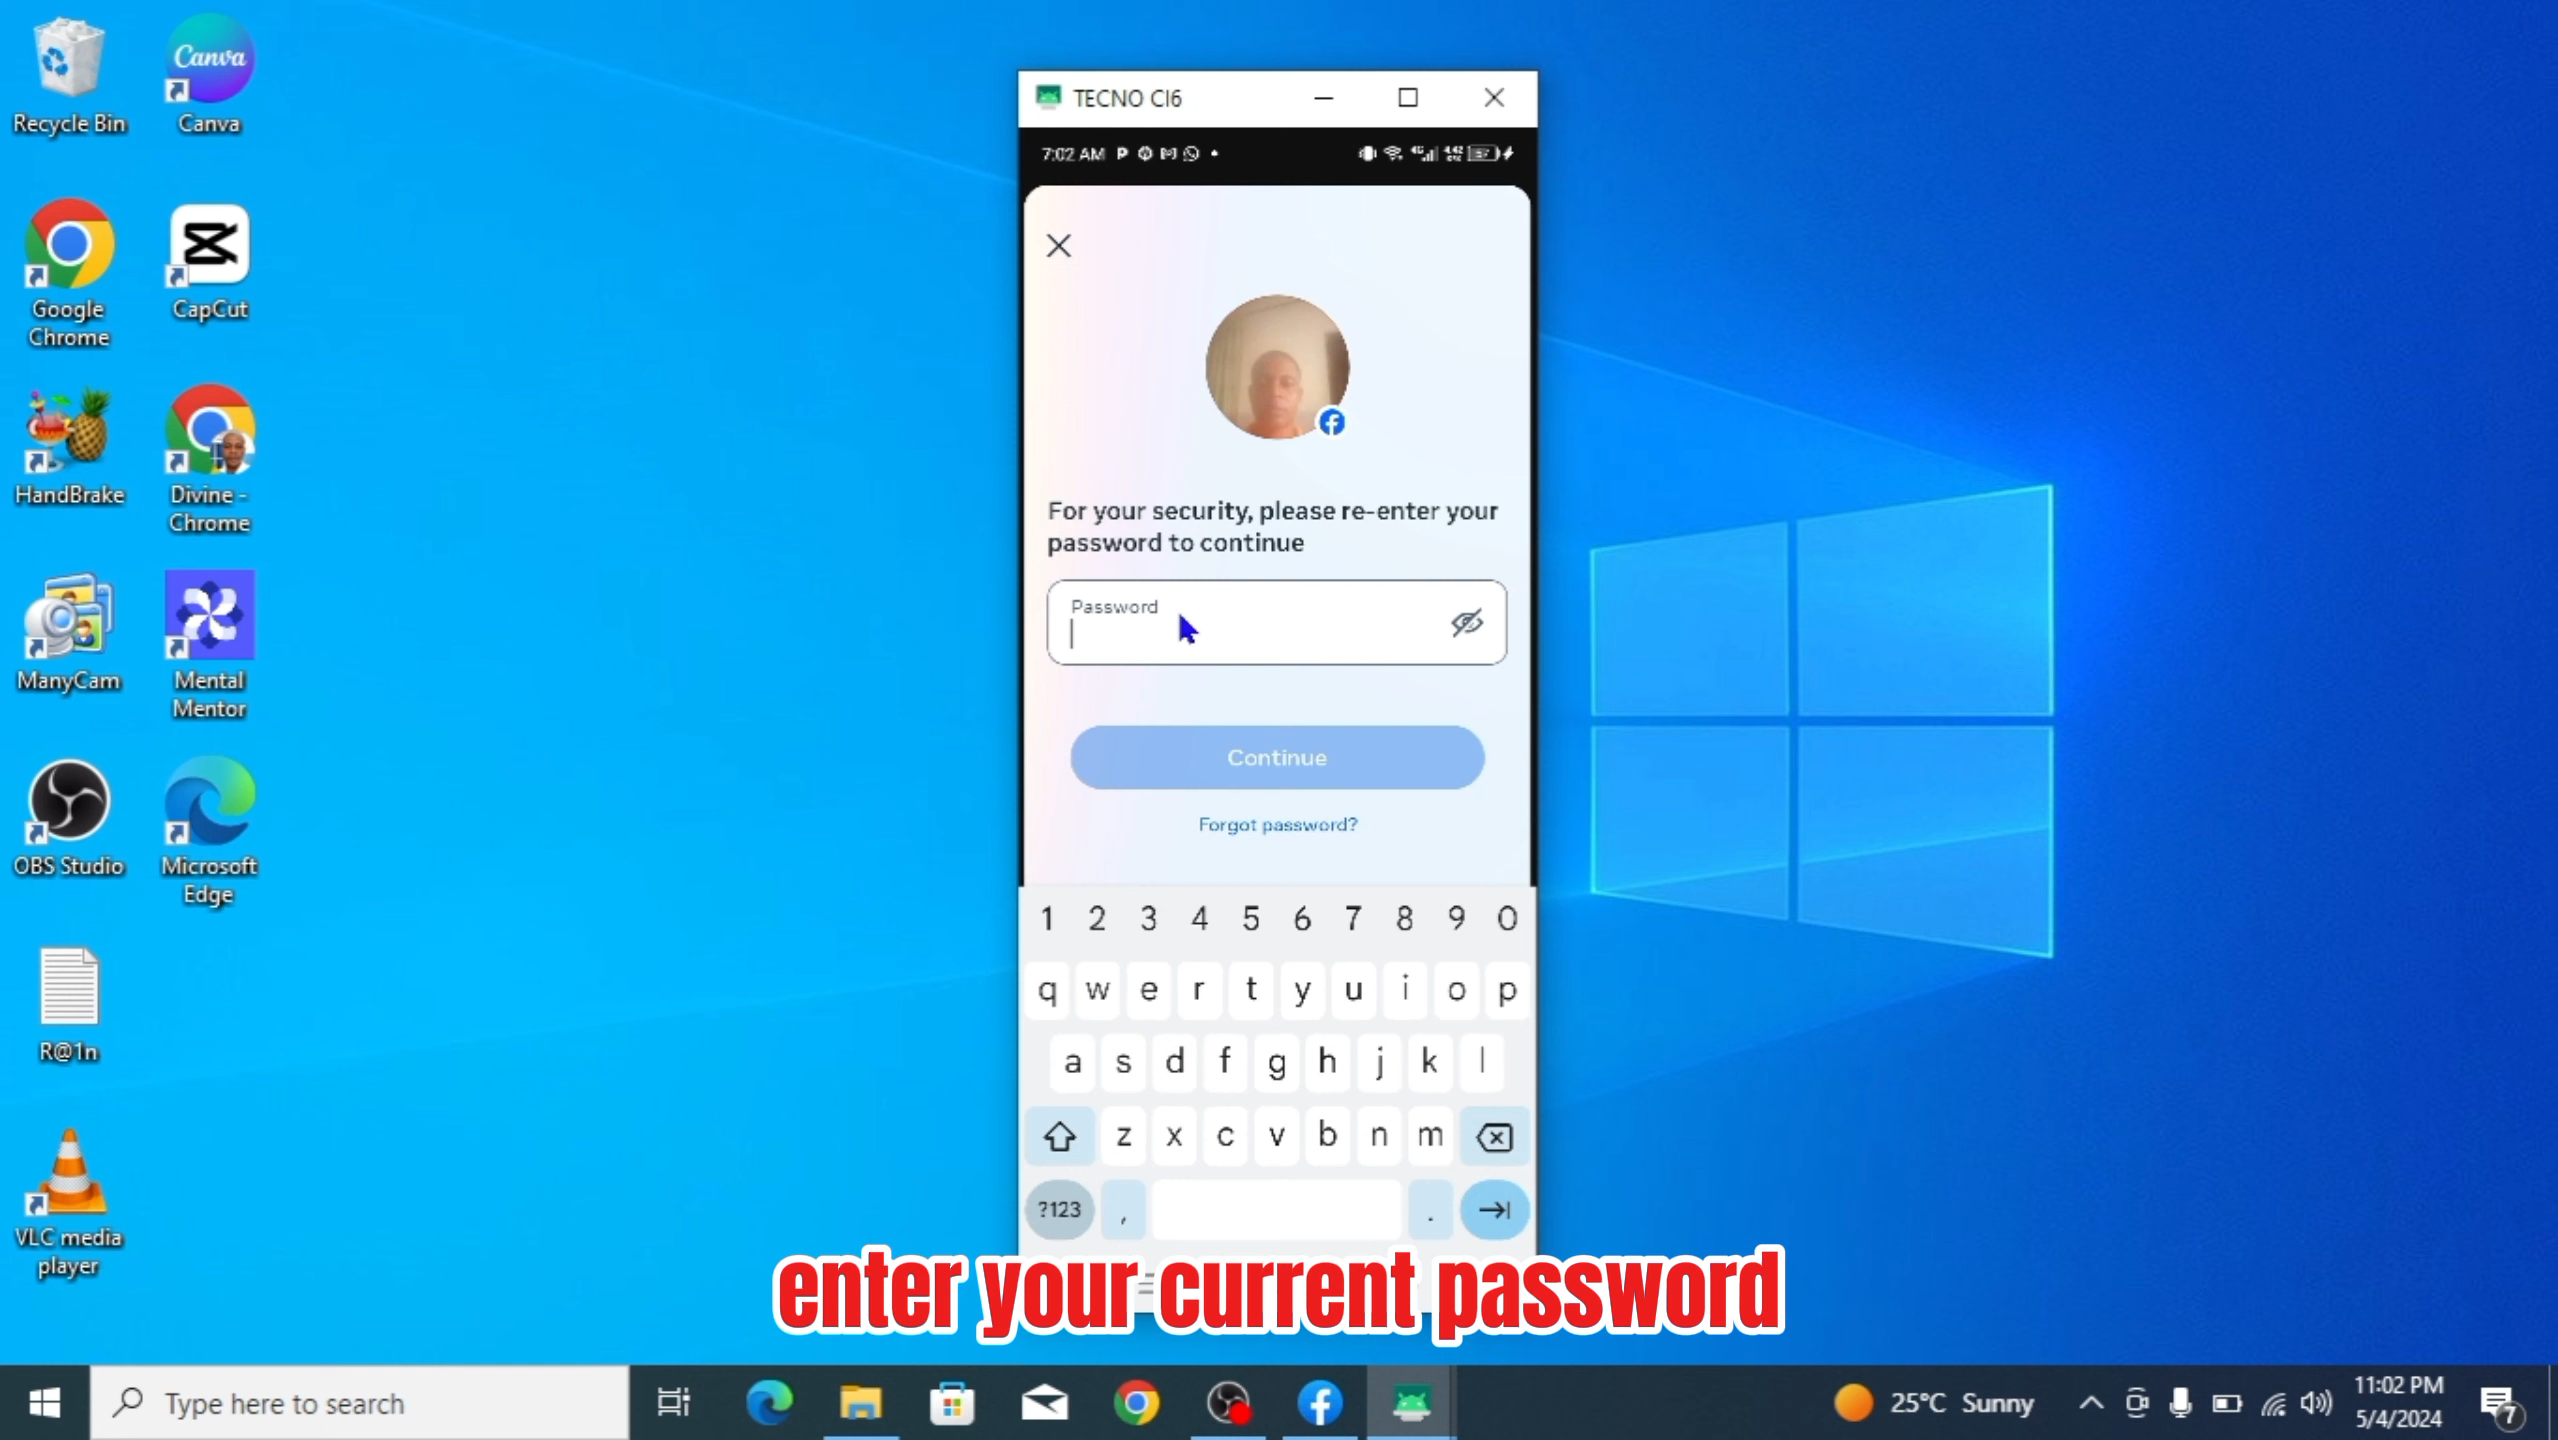 Recycle Bin
Canva
Canva
Google
Chrome
CapCut
HandBrake
Divine -
Chrome
ManyCam
Mental
Mentor
OBS Studio
Microsoft
Edge
R@1n
VLC media
player
TECNO CI6
7:02 AM
For your security, please re-enter your
password to continue
Password
Continue
Forgot password?
1 2 3 4 5 6 7 8 9 0
q w e r t y u i o p
a s d f g h j k l
z x c v b n m
?123 , .
enter your current password
Type here to search
25°C Sunny
11:02 PM
5/4/2024
7